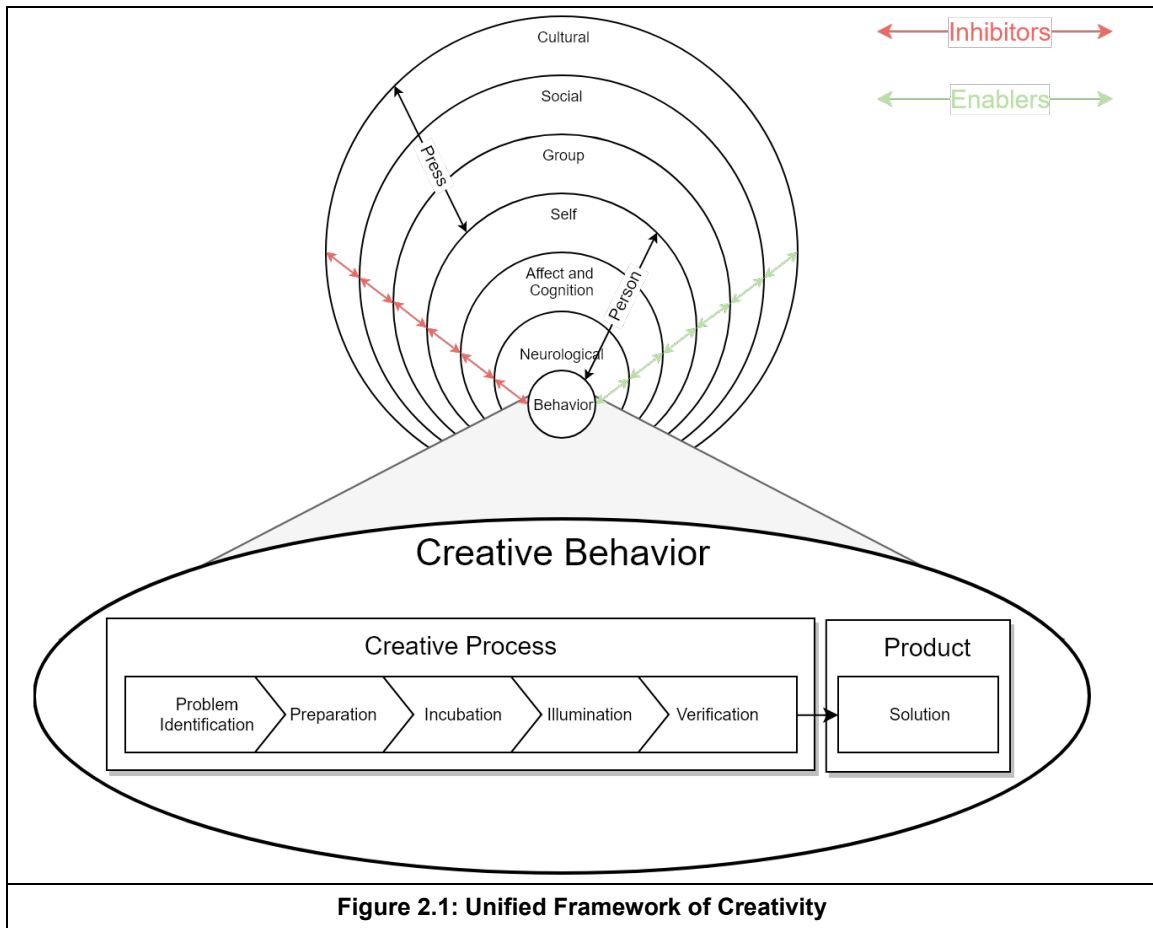 Cultural
Inhibitors
Social
Enablers
Group
Press
Self
Affect and
Cognition
Person
Neurological
Behavior
Creative Behavior
Creative Process
Product
Problem
Identification
Preparation
Incubation
Illumination
Verification
Solution
Figure 2.1: Unified Framework of Creativity